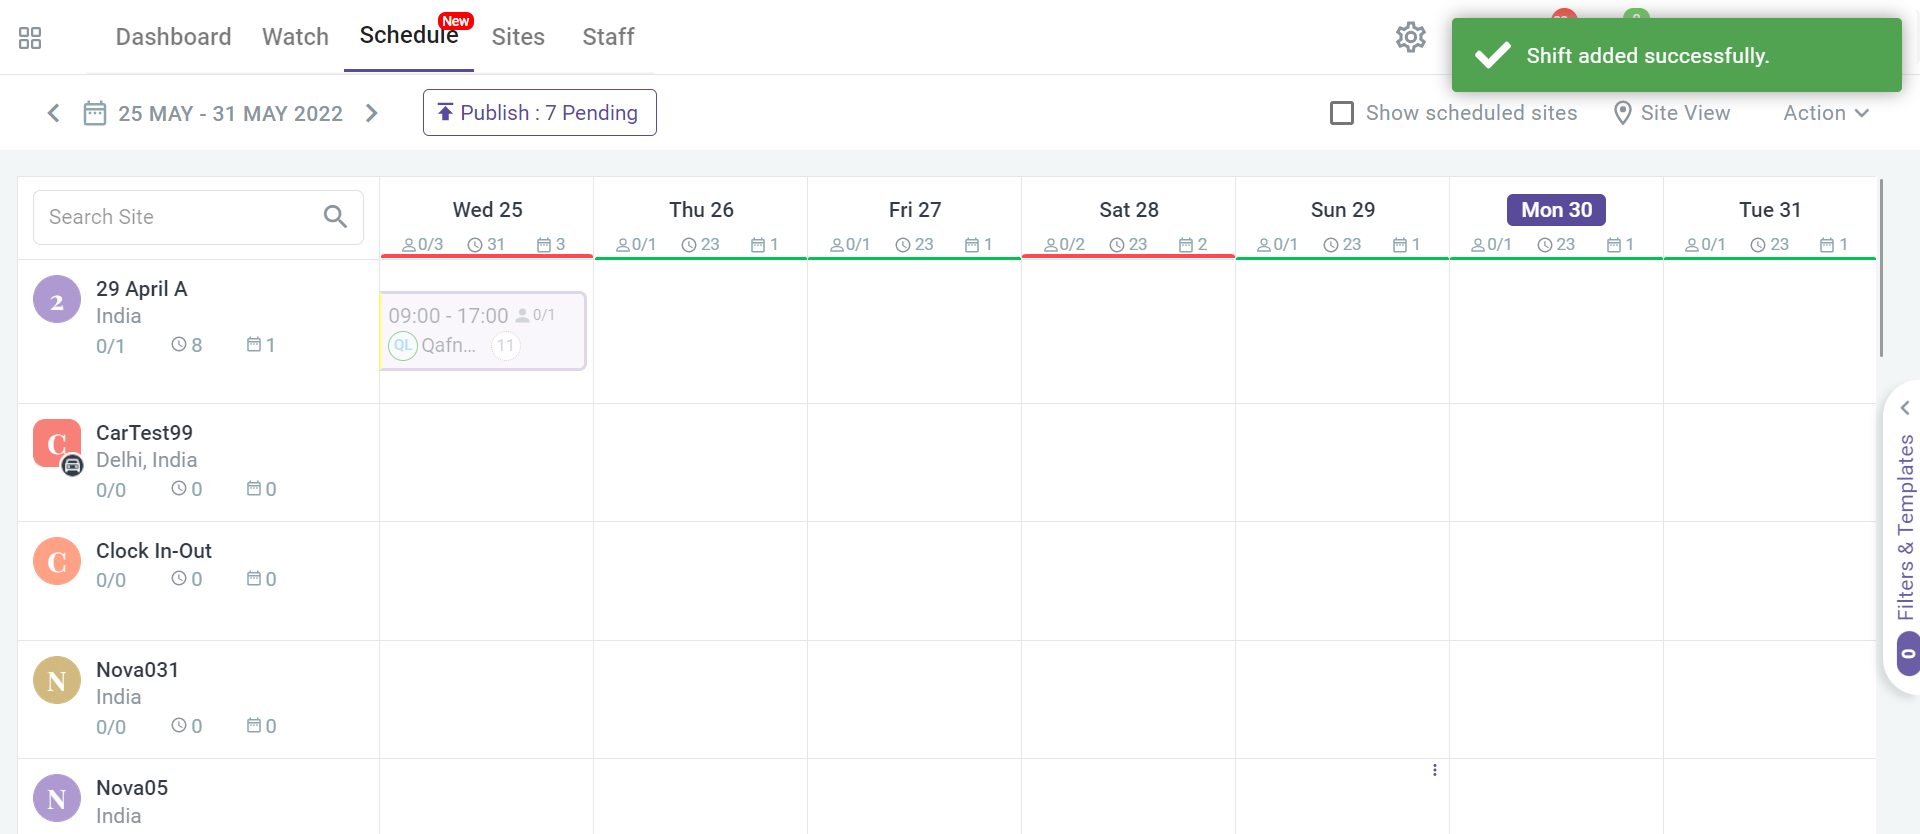 Dashboard Watch Schedule New Sites Staff
Shift added successfully.
25 MAY - 31 MAY 2022
Publish : 7 Pending
Show scheduled sites
Site View
Action
Search Site
Wed 25 Thu 26 Fri 27 Sat 28 Sun 29 Mon 30 Tue 31
0/3 31 3 0/1 23 1 0/1 23 1 0/2 23 2 0/1 23 1 0/1 23 1 0/1 23 1
2
29 April A
India
0/1 8 1
09:00 - 17:00 0/1
QL Qafn... 11
C
CarTest99
Delhi, India
0/0 0 0
C
Clock In-Out
0/0 0 0
N
Nova031
India
0/0 0 0
N
Nova05
India
Filters & Templates
0